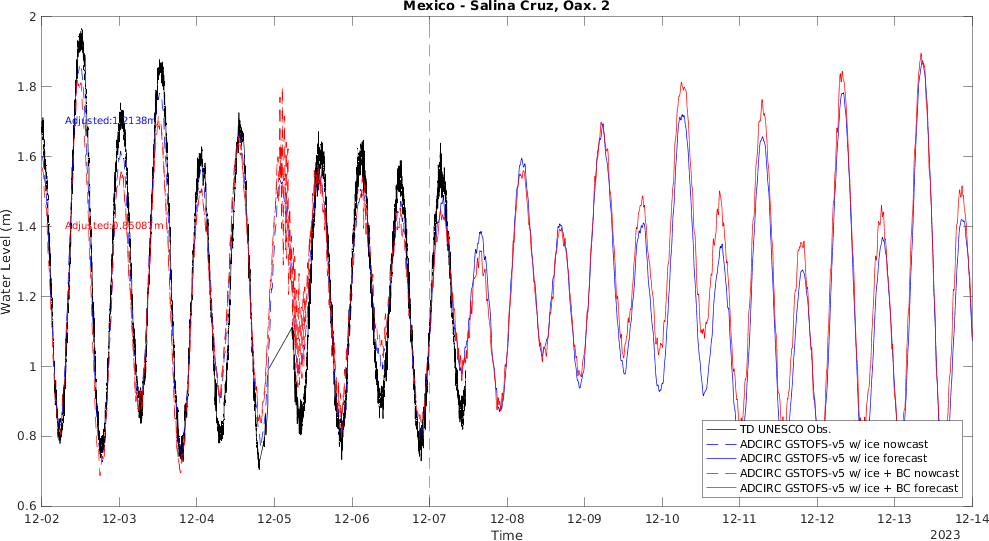 Mexico - Salina Cruz, Oax. 2
Water Level (m)
2
1.8
1.6
1.4
1.2
1
0.8
0.6
Adjusted:1.2138m
Adjusted:0.86087m
TD UNESCO Obs.
ADCIRC GSTOFS-v5 w/ ice nowcast
ADCIRC GSTOFS-v5 w/ ice forecast
ADCIRC GSTOFS-v5 w/ ice + BC nowcast
ADCIRC GSTOFS-v5 w/ ice + BC forecast
12-02 12-03 12-04 12-05 12-06 12-07 12-08 12-09 12-10 12-11 12-12 12-13 12-14
Time
2023